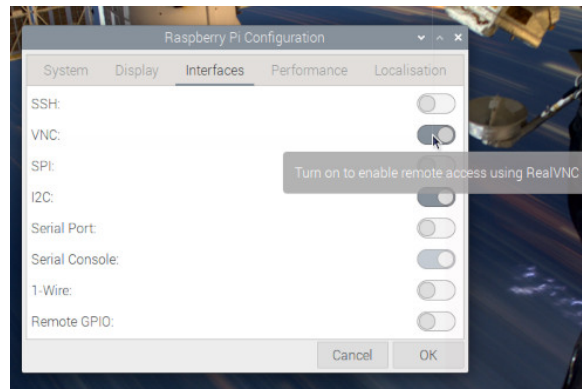 Raspberry Pi Configuration
System Display Interfaces Performance Localisation
SSH:
VNC:
SPI:
Turn on to enable remote access using RealVNC
I2C:
Serial Port:
Serial Console:
1-Wire:
Remote GPIO:
Cancel OK